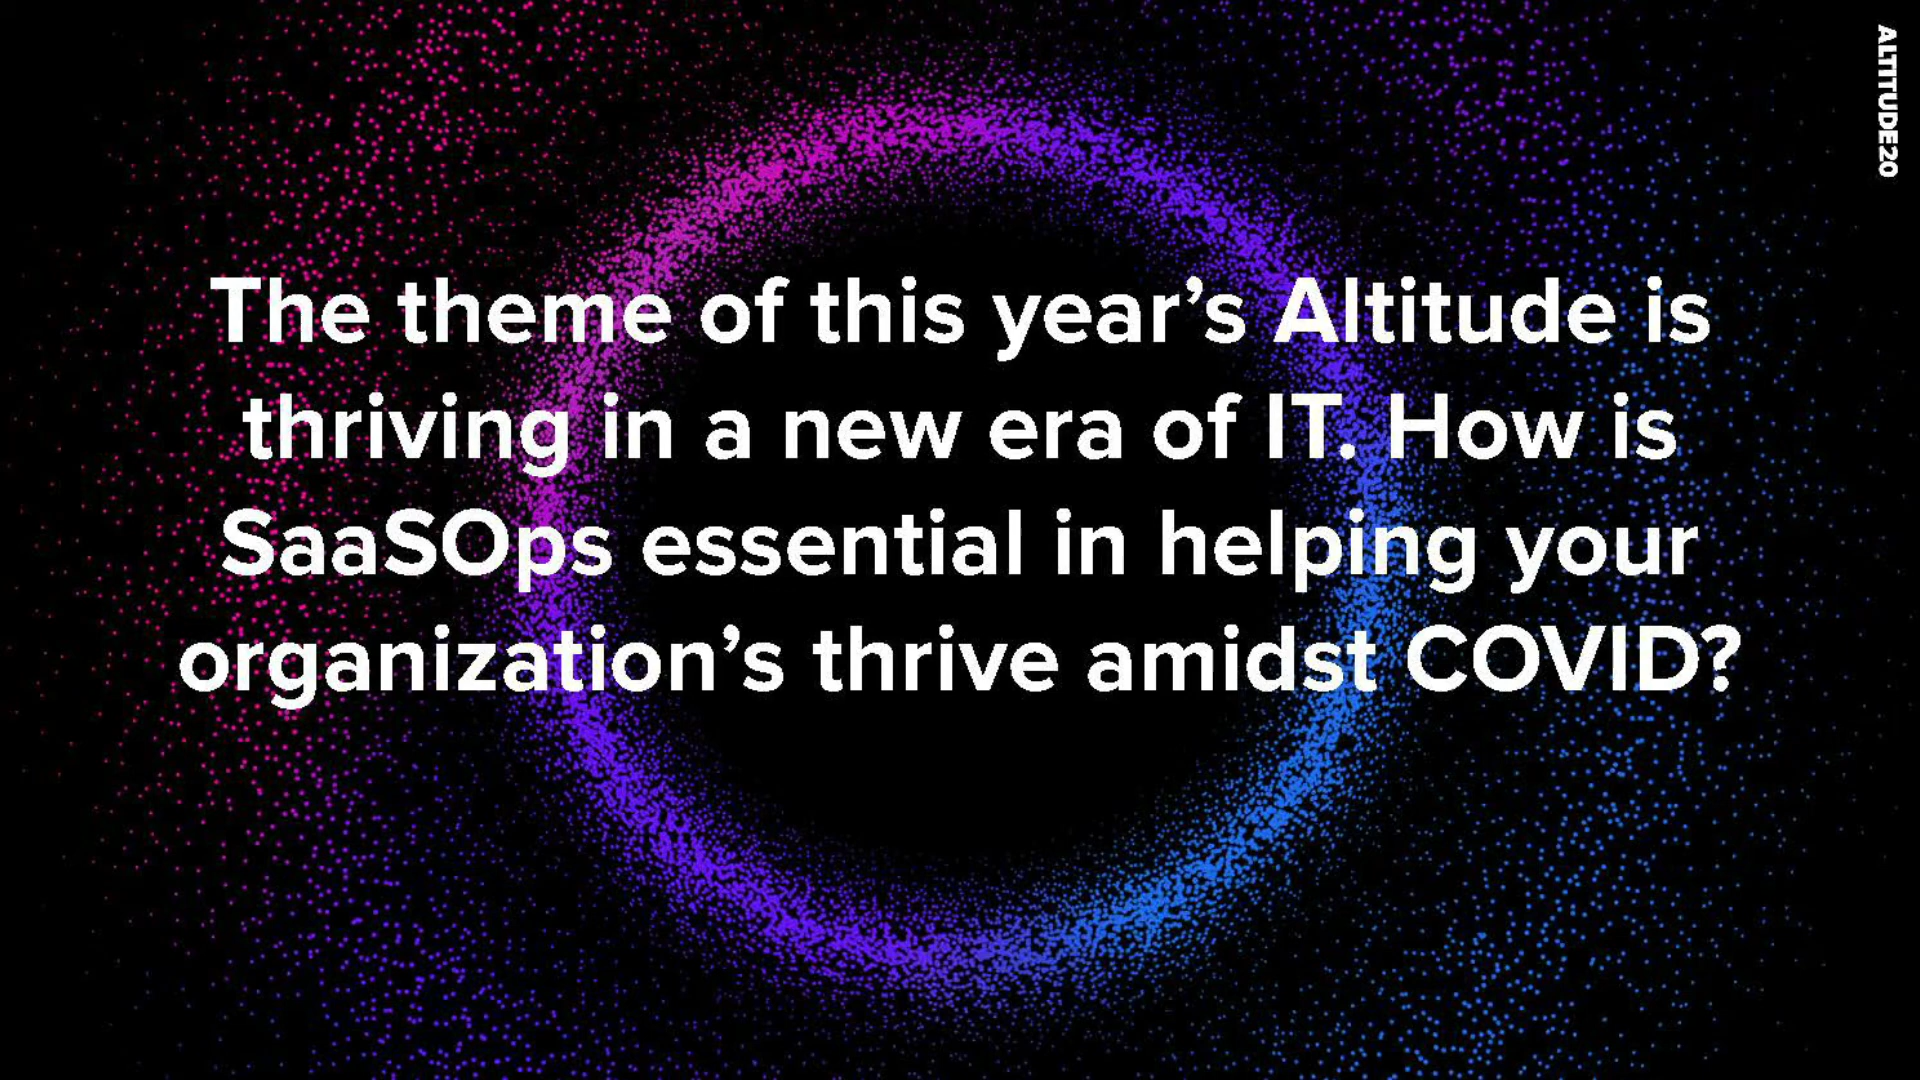 The theme of this year’s Altitude is
thriving in a new era of IT. How is
SaaSOps essential in helping your
organization’s thrive amidst COVID?
ALTITUDE20